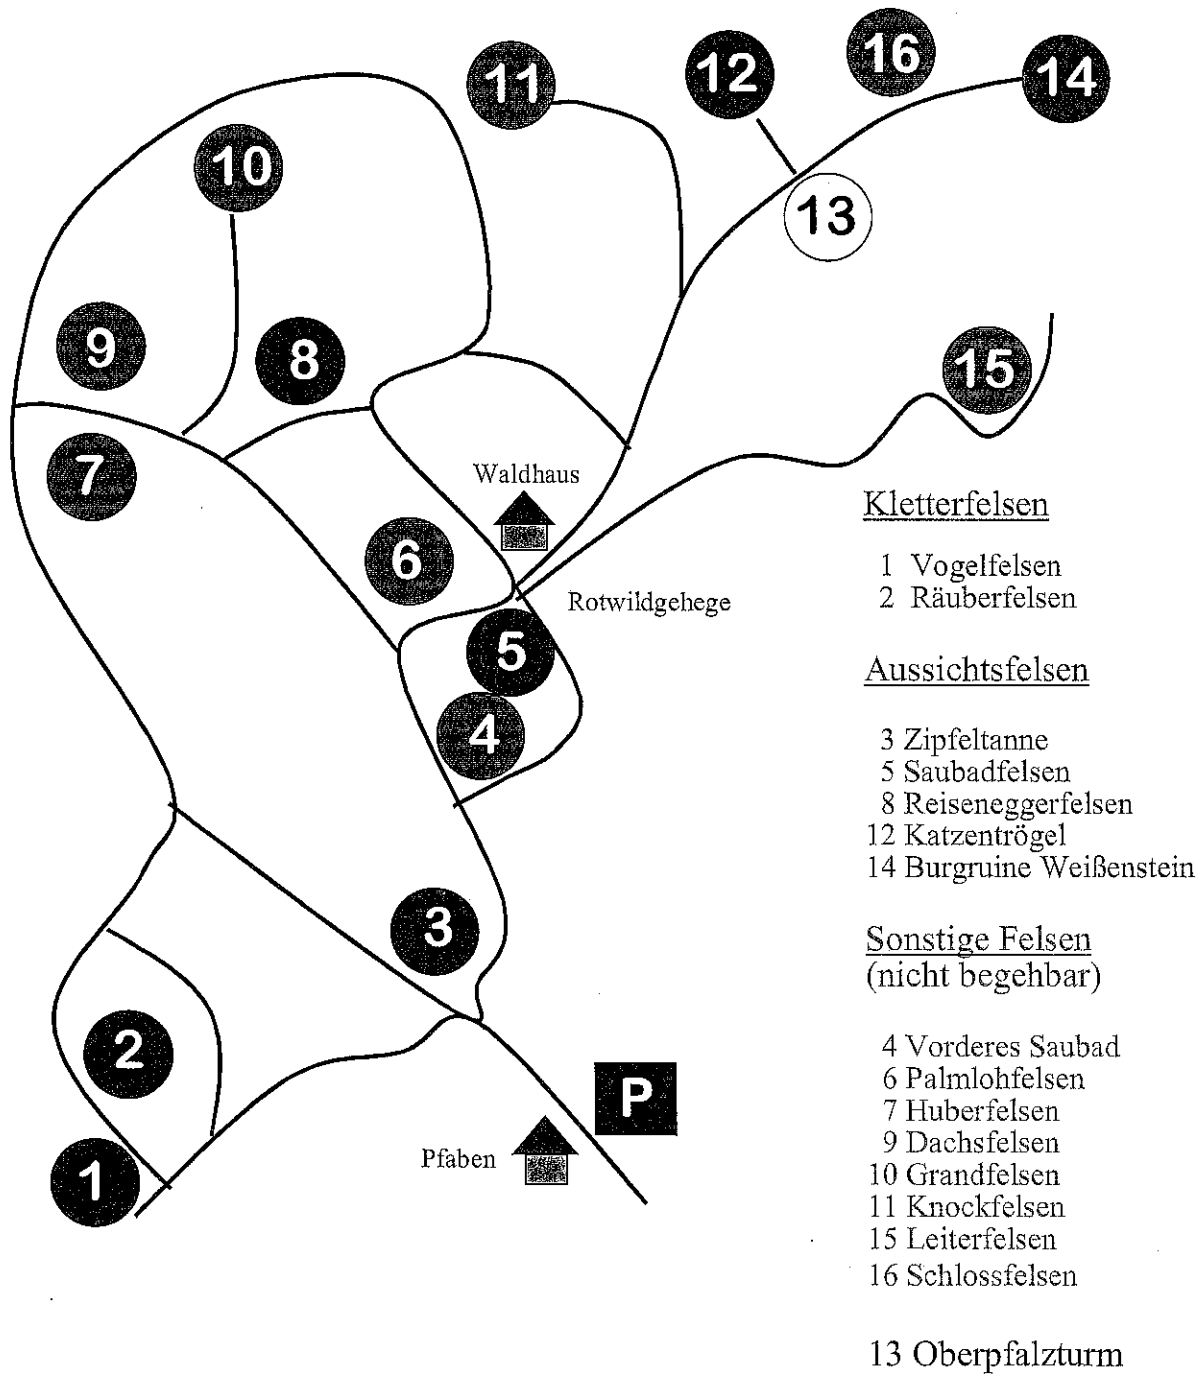 16
12
14
11
10
13
9
8
15
7
Waldhaus
6
Rotwildgehege
5
4
3
2
P
Pfaben
1
Kletterfelsen
1 Vogelfelsen
2 Räuberfelsen
Aussichtsfelsen
3 Zipfeltanne
5 Saubadfelsen
8 Reiseneggerfelsen
12 Katzentrögel
14 Burgruine Weißenstein
Sonstige Felsen
(nicht begehbar)
4 Vorderes Saubad
6 Palmlohfelsen
7 Huberfelsen
9 Dachsfelsen
10 Grandfelsen
11 Knockfelsen
15 Leiterfelsen
16 Schlossfelsen
13 Oberpfalzturm